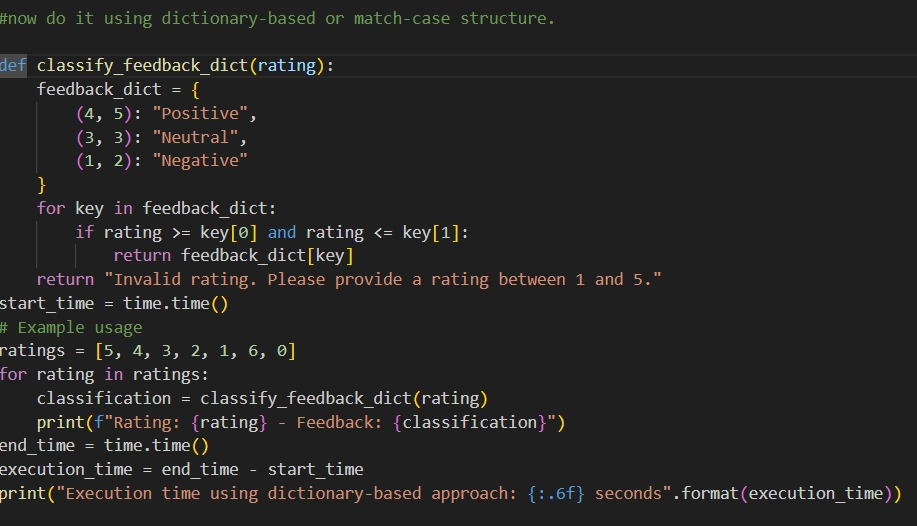 #now do it using dictionary-based or match-case structure.
def classify_feedback_dict(rating):
    feedback_dict = {
        (4, 5): "Positive",
        (3, 3): "Neutral",
        (1, 2): "Negative"
    }
    for key in feedback_dict:
        if rating >= key[0] and rating <= key[1]:
            return feedback_dict[key]
    return "Invalid rating. Please provide a rating between 1 and 5."
start_time = time.time()
# Example usage
ratings = [5, 4, 3, 2, 1, 6, 0]
for rating in ratings:
    classification = classify_feedback_dict(rating)
    print(f"Rating: {rating} - Feedback: {classification}")
end_time = time.time()
execution_time = end_time - start_time
print("Execution time using dictionary-based approach: {:.6f} seconds".format(execution_time))